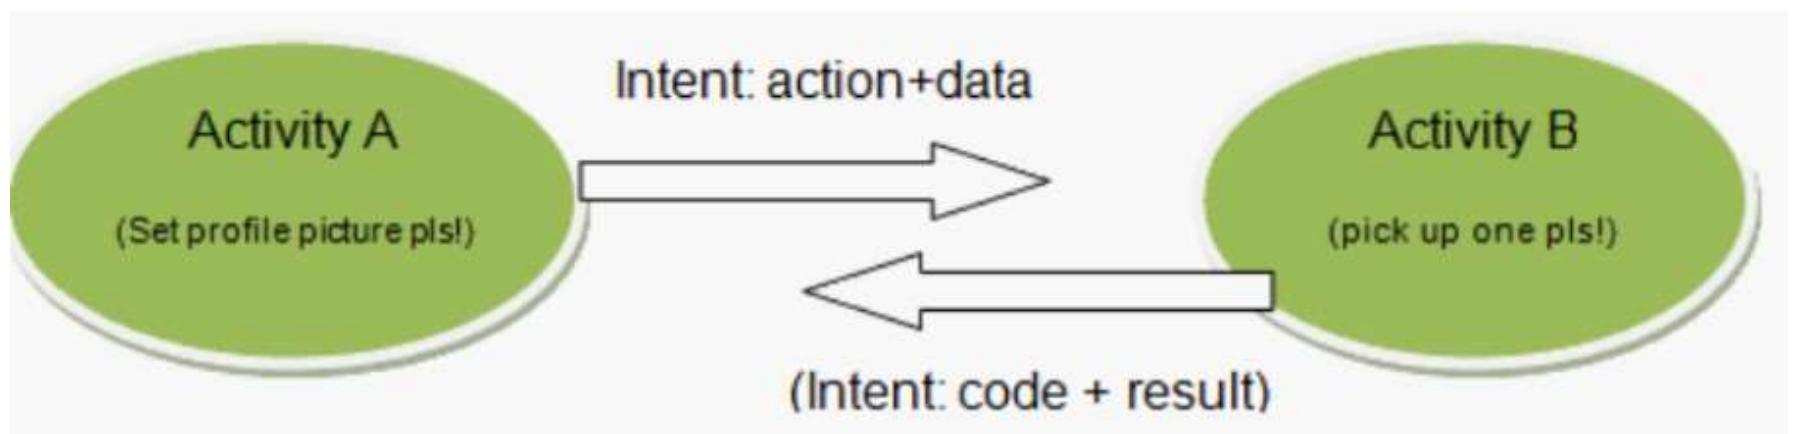 Activity A
(Set profile picture pls!)
Intent: action+data
(Intent: code + result)
Activity B
(pick up one pls!)